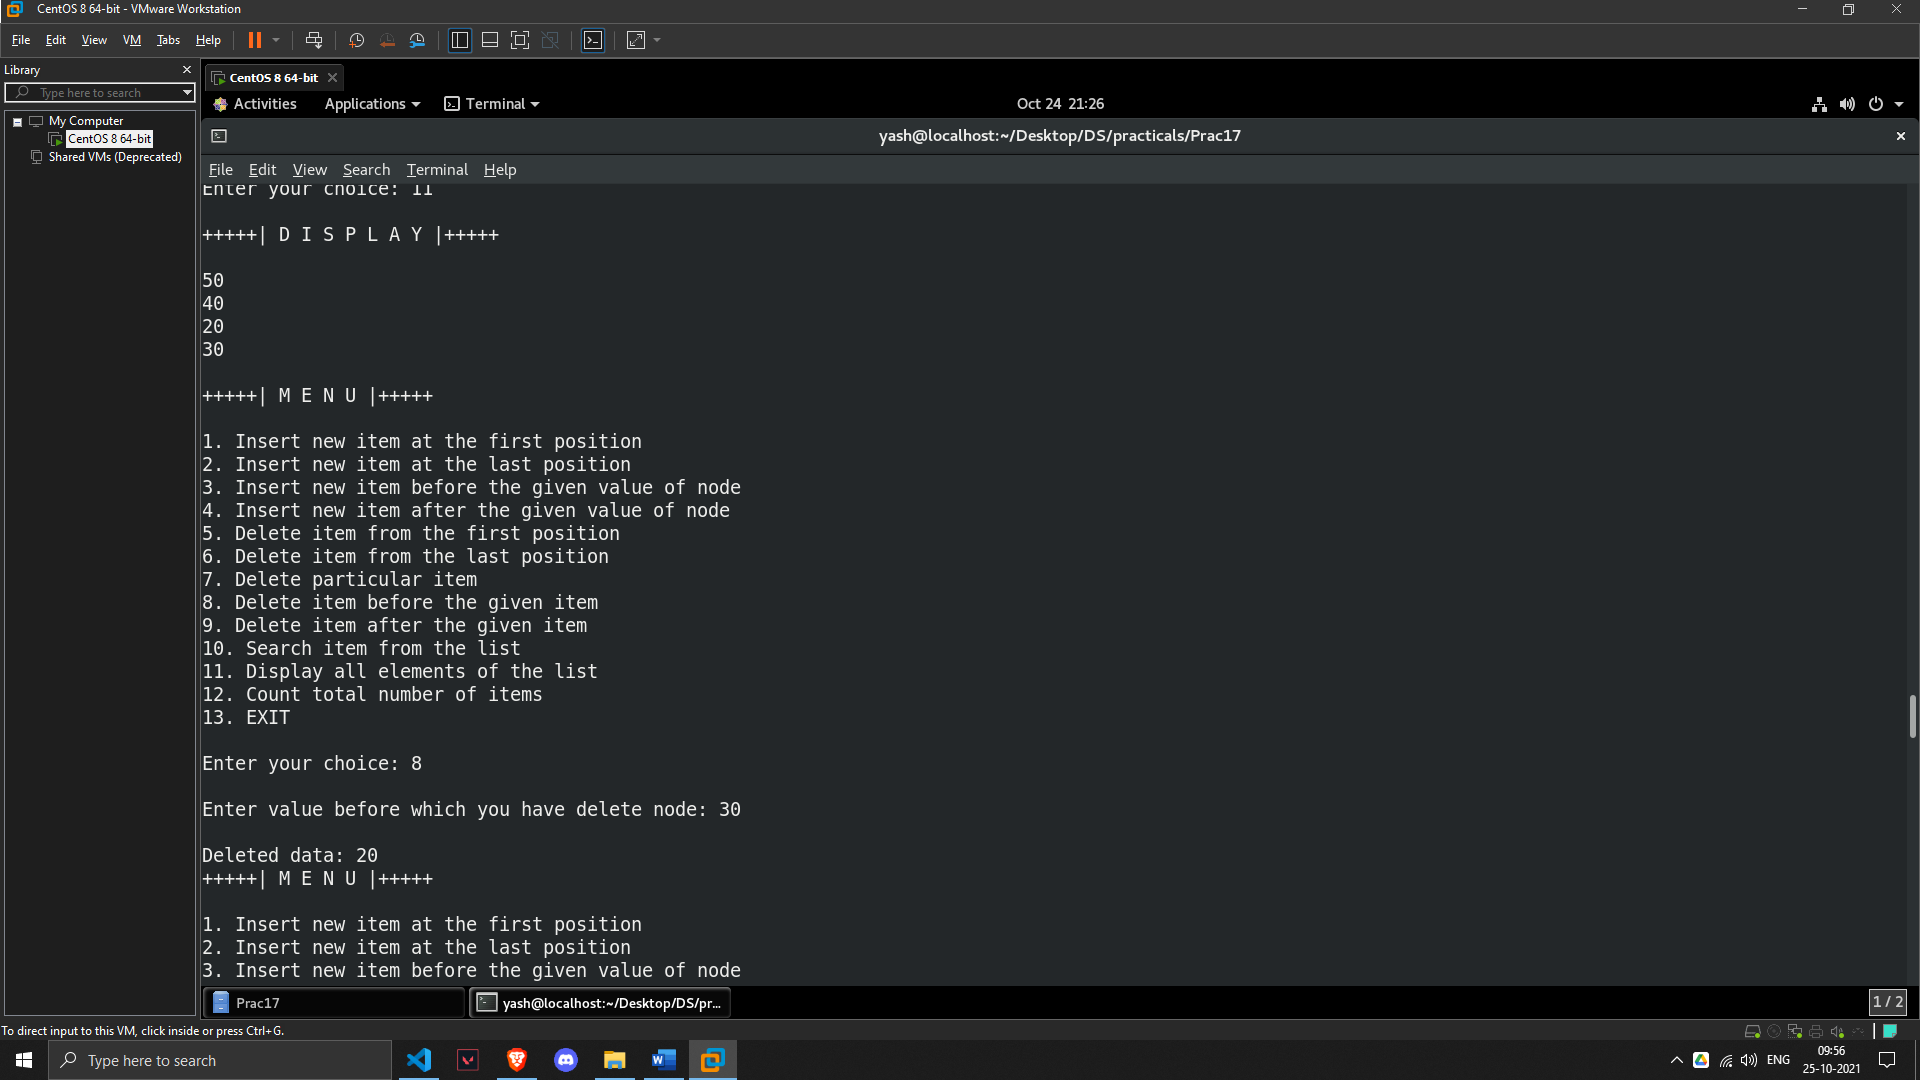 CentOS 8 64-bit - VMware Workstation
File Edit View VM Tabs Help
Library
Type here to search
My Computer
CentOS 8 64-bit
Shared VMs (Deprecated)
CentOS 8 64-bit
Activities Applications Terminal Oct 24 21:26
yash@localhost:~/Desktop/DS/practicals/Prac17
File Edit View Search Terminal Help
Enter your choice: 11
+++++| D I S P L A Y |+++++
50
40
20
30
+++++| M E N U |+++++
1. Insert new item at the first position
2. Insert new item at the last position
3. Insert new item before the given value of node
4. Insert new item after the given value of node
5. Delete item from the first position
6. Delete item from the last position
7. Delete particular item
8. Delete item before the given item
9. Delete item after the given item
10. Search item from the list
11. Display all elements of the list
12. Count total number of items
13. EXIT
Enter your choice: 8
Enter value before which you have delete node: 30
Deleted data: 20
+++++| M E N U |+++++
1. Insert new item at the first position
2. Insert new item at the last position
3. Insert new item before the given value of node
Prac17 yash@localhost:~/Desktop/DS/pr... 1 / 2
To direct input to this VM, click inside or press Ctrl+G.
Type here to search
ENG 09:56
25-10-2021